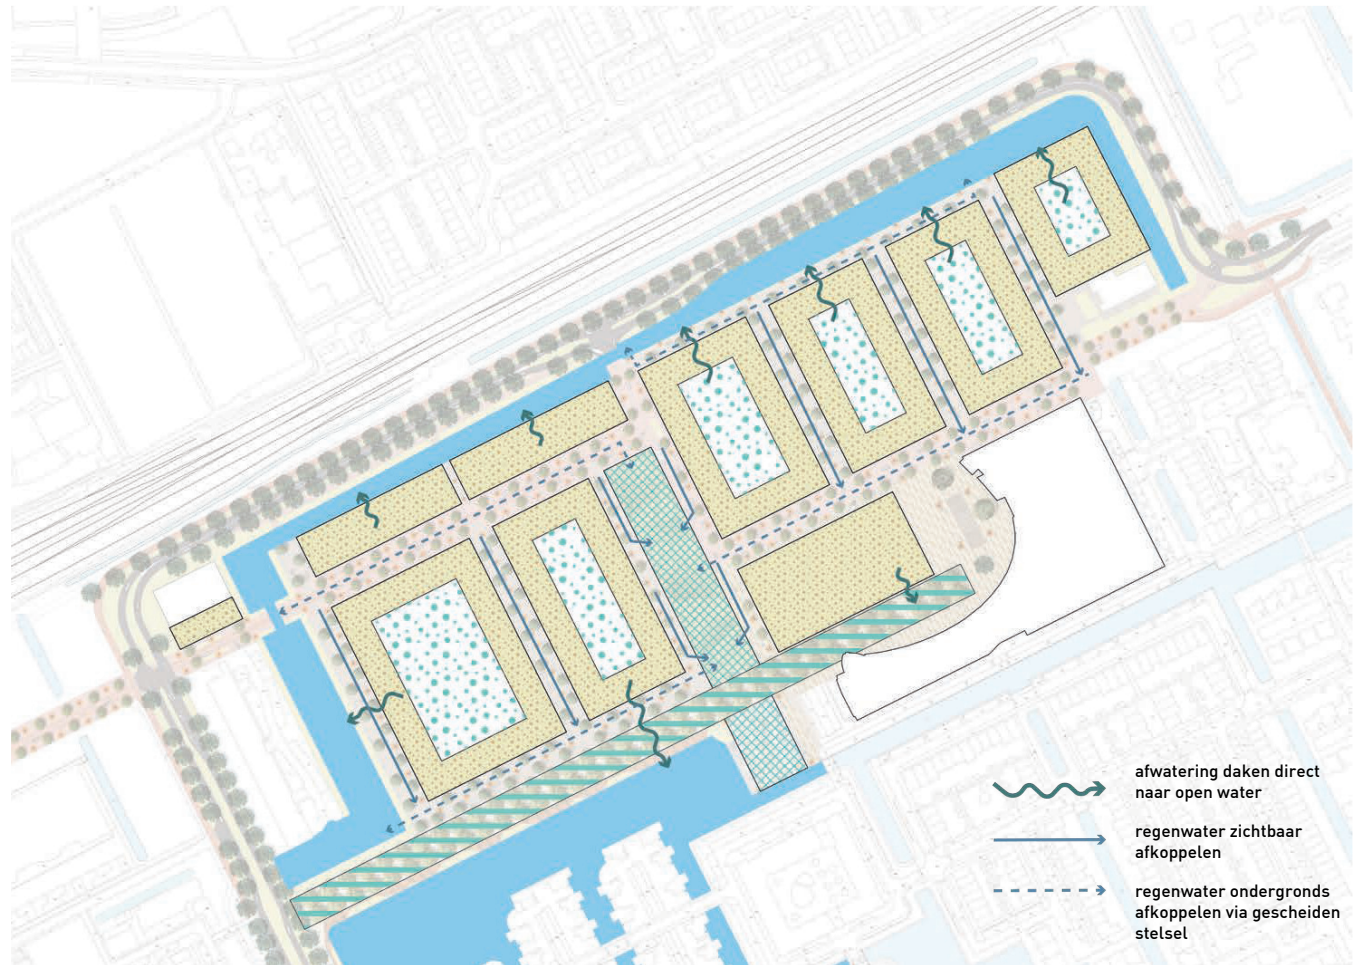 afwatering daken direct
naar open water
regenwater zichtbaar
afkoppelen
regenwater ondergronds
afkoppelen via gescheiden
stelsel